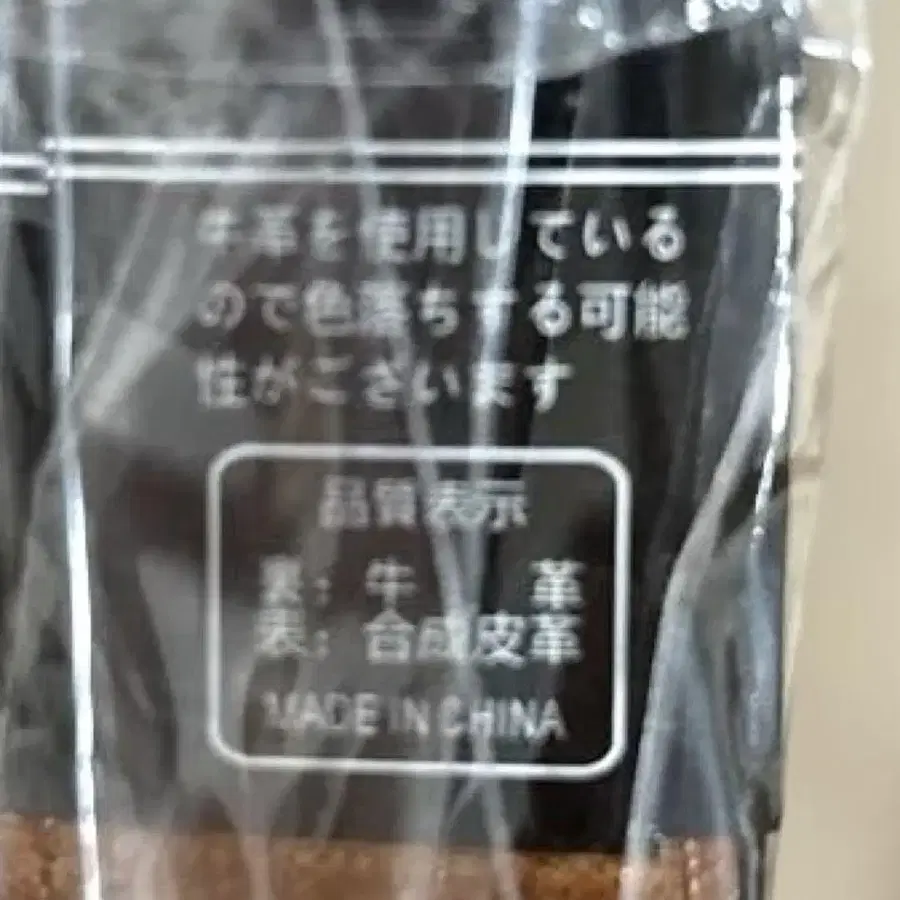 牛革を使用している
ので色落ちする可能
性がございます
品質表示
表: 牛 革
裏: 合成皮革
MADE IN CHINA